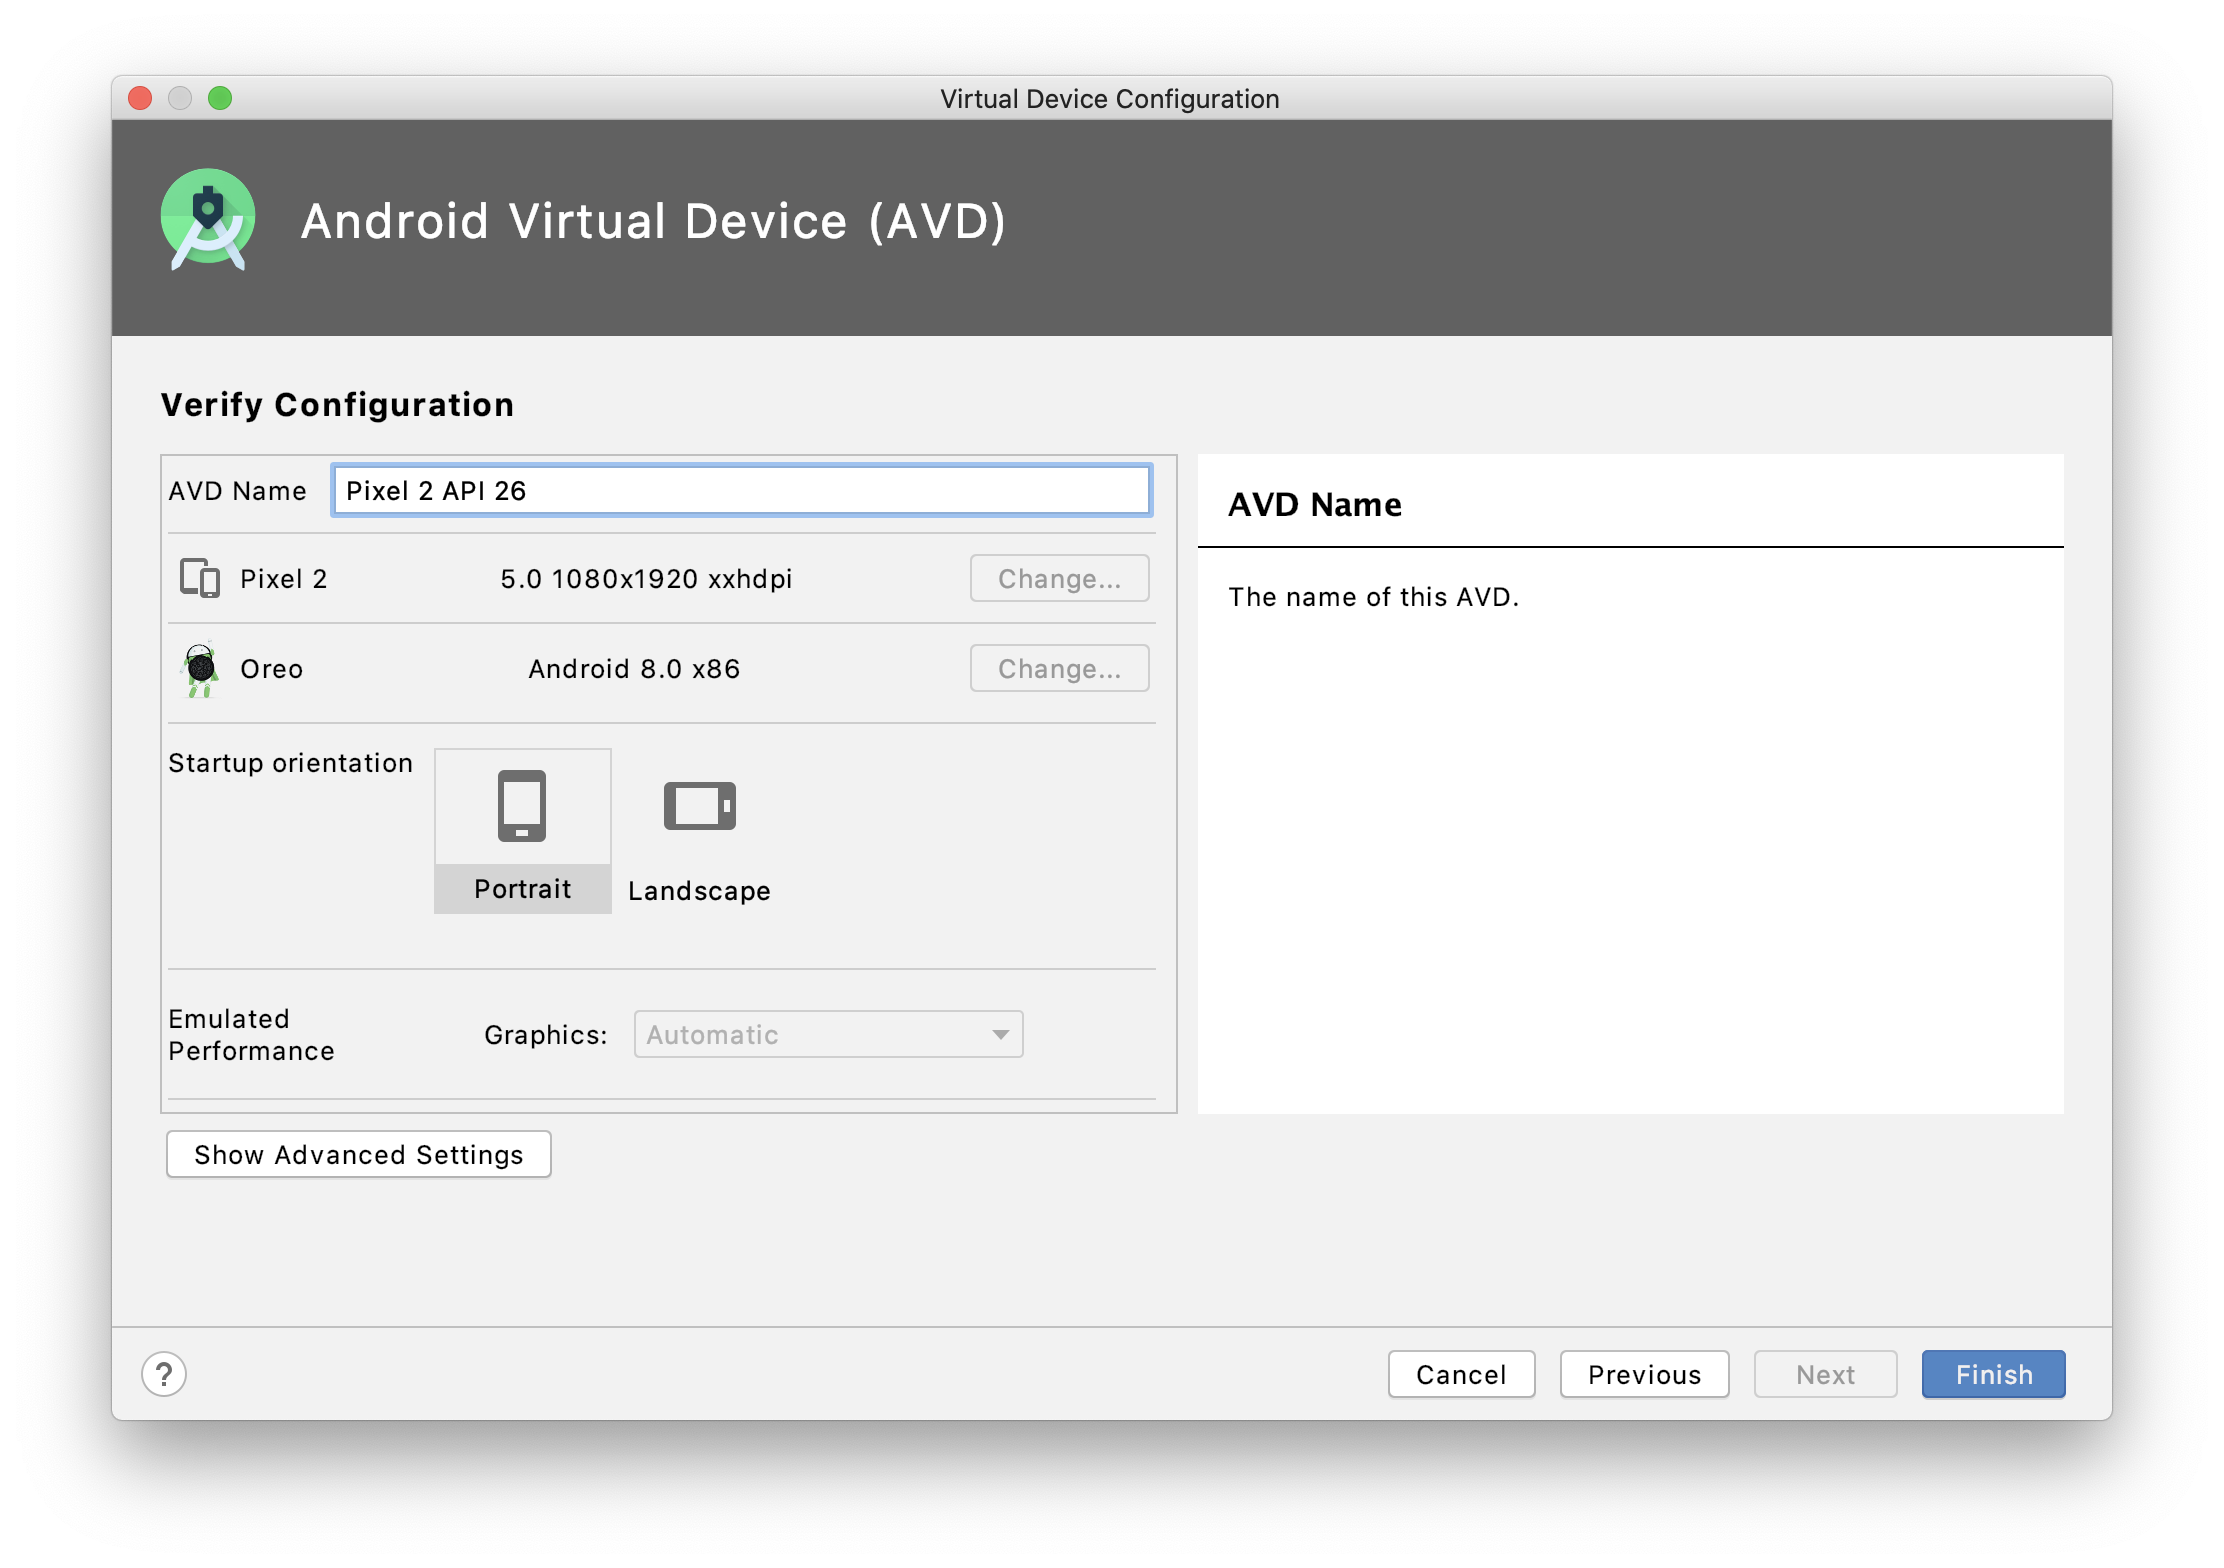 Virtual Device Configuration
Android Virtual Device (AVD)
Verify Configuration
AVD Name Pixel 2 API 26
Pixel 2 5.0 1080x1920 xxhdpi Change...
Oreo Android 8.0 x86 Change...
Startup orientation
Portrait Landscape
Emulated
Performance
Graphics: Automatic
Show Advanced Settings
AVD Name
The name of this AVD.
? Cancel Previous Next Finish